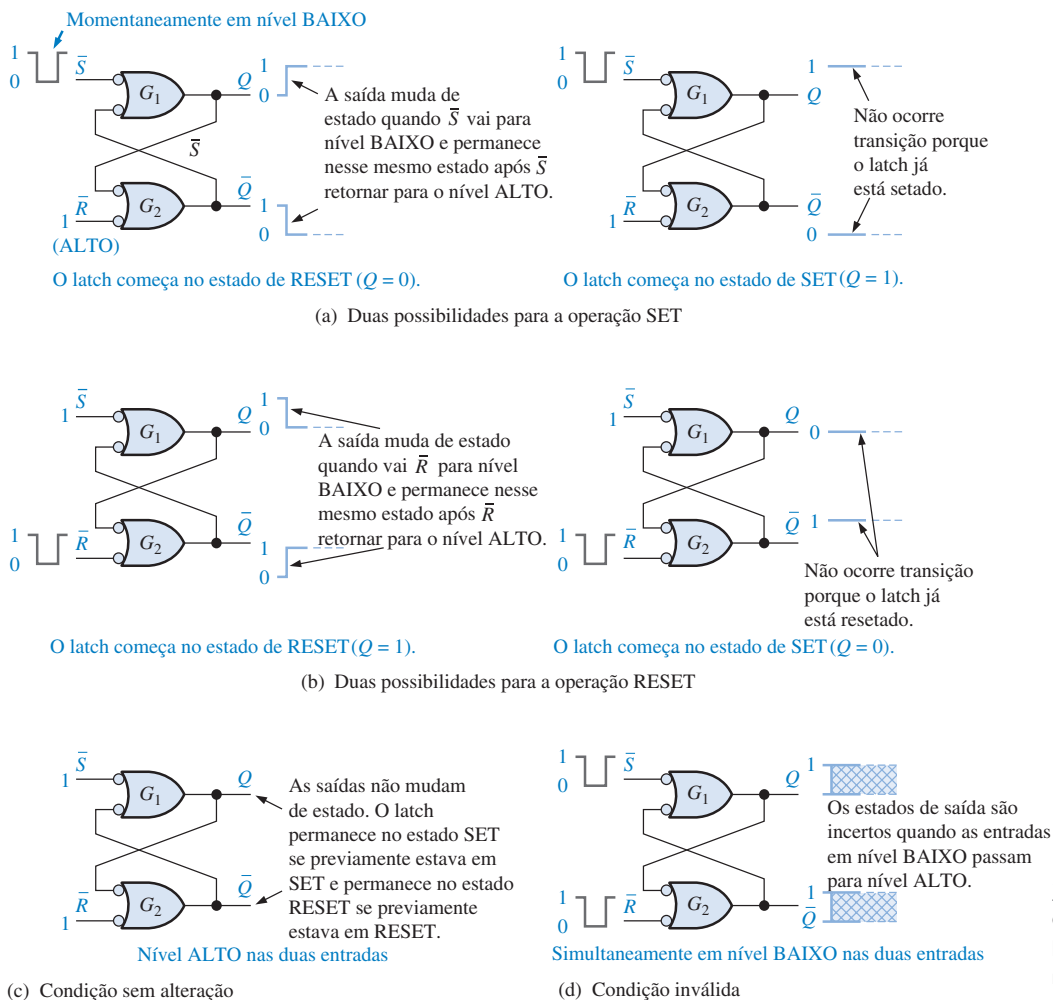 Momentaneamente em nível BAIXO
1
0
S̅
G₁
Q
1
0
A saída muda de
estado quando S̅ vai para
nível BAIXO e permanece
nesse mesmo estado após S̅
retornar para o nível ALTO.
S̅
R̅
1
(ALTO)
G₂
Q̅
1
0
O latch começa no estado de RESET (Q = 0).
1
0
S̅
G₁
1
Q
Não ocorre
transição porque
o latch já
está setado.
R̅
1
G₂
Q̅
0
O latch começa no estado de SET (Q = 1).
(a) Duas possibilidades para a operação SET
S̅
1
G₁
Q
1
0
A saída muda de estado
quando vai R̅ para nível
BAIXO e permanece nesse
mesmo estado após R̅
retornar para o nível ALTO.
1
0
R̅
G₂
Q̅
1
0
O latch começa no estado de RESET (Q = 1).
S̅
1
G₁
Q
0
1
0
R̅
G₂
Q̅
1
Não ocorre transição
porque o latch já
está resetado.
O latch começa no estado de SET (Q = 0).
(b) Duas possibilidades para a operação RESET
S̅
1
G₁
Q
As saídas não mudam
de estado. O latch
permanece no estado SET
se previamente estava em
SET e permanece no estado
RESET se previamente
estava em RESET.
R̅
1
G₂
Q̅
Nível ALTO nas duas entradas
(c) Condição sem alteração
1
0
S̅
G₁
Q
1
0
Os estados de saída são
incertos quando as entradas
em nível BAIXO passam
para nível ALTO.
1
0
R̅
G₂
1
Q̅
0
Simultaneamente em nível BAIXO nas duas entradas
(d) Condição inválida